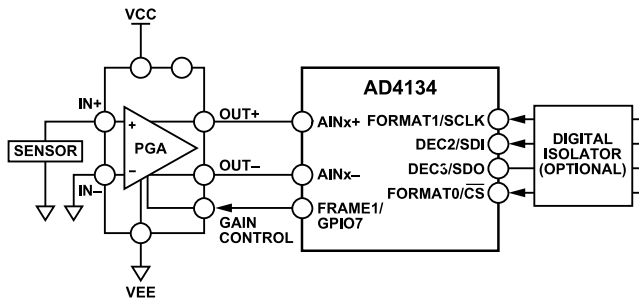 VCC
IN+
OUT+
SENSOR
PGA
+
−
OUT−
IN−
GAIN
CONTROL
VEE
AD4134
AINx+
FORMAT1/SCLK
DEC2/SDI
AINx−
DEC3/SDO
FORMAT0/CS
FRAME1/
GPIO7
DIGITAL
ISOLATOR
(OPTIONAL)